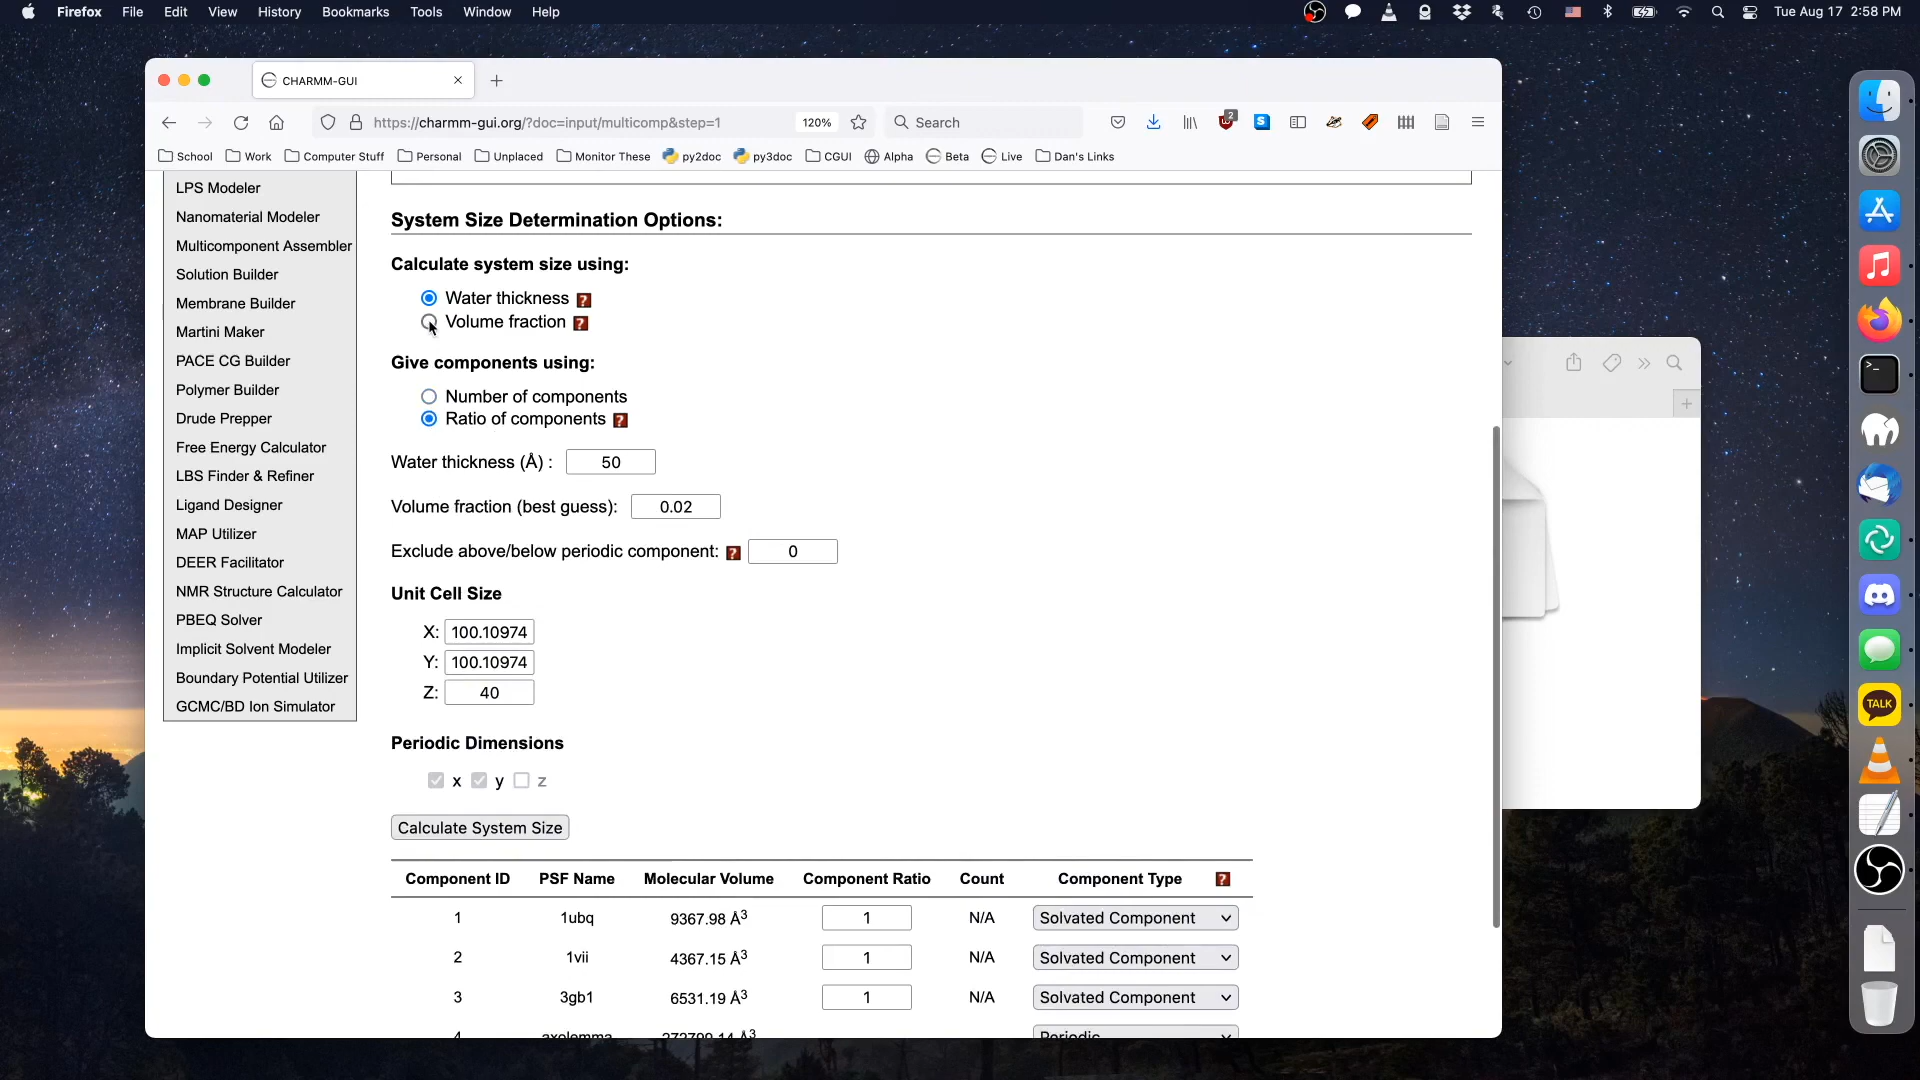 Firefox File Edit View History Bookmarks Tools Window Help Tue Aug 17 2:58 PM
CHARMM-GUI
https://charmm-gui.org/?doc=input/multicomp&step=1 120% Search 2 S
School Work Computer Stuff Personal Unplaced Monitor These py2doc py3doc CGUI Alpha Beta Live Dan's Links
LPS Modeler
Nanomaterial Modeler
Multicomponent Assembler
Solution Builder
Membrane Builder
Martini Maker
PACE CG Builder
Polymer Builder
Drude Prepper
Free Energy Calculator
LBS Finder & Refiner
Ligand Designer
MAP Utilizer
DEER Facilitator
NMR Structure Calculator
PBEQ Solver
Implicit Solvent Modeler
Boundary Potential Utilizer
GCMC/BD Ion Simulator
System Size Determination Options:
Calculate system size using:
Water thickness ?
Volume fraction ?
Give components using:
Number of components
Ratio of components ?
Water thickness (Å) : 50
Volume fraction (best guess): 0.02
Exclude above/below periodic component: ? 0
Unit Cell Size
X: 100.10974
Y: 100.10974
Z: 40
Periodic Dimensions
x y z
Calculate System Size
Component ID PSF Name Molecular Volume Component Ratio Count Component Type ?
1 1ubq 9367.98 Å3 1 N/A Solvated Component
2 1vii 4367.15 Å3 1 N/A Solvated Component
3 3gb1 6531.19 Å3 1 N/A Solvated Component
4 axolemma 272799.14 Å3 Periodic
TALK